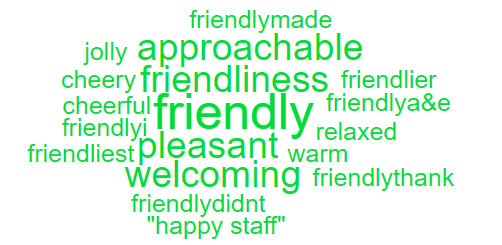 friendlymade
jolly approachable
cheery friendliness friendlier
cheerful friendly friendlya&e
friendlyi relaxed
friendliest pleasant warm
welcoming friendlythank
friendlydidnt
"happy staff"